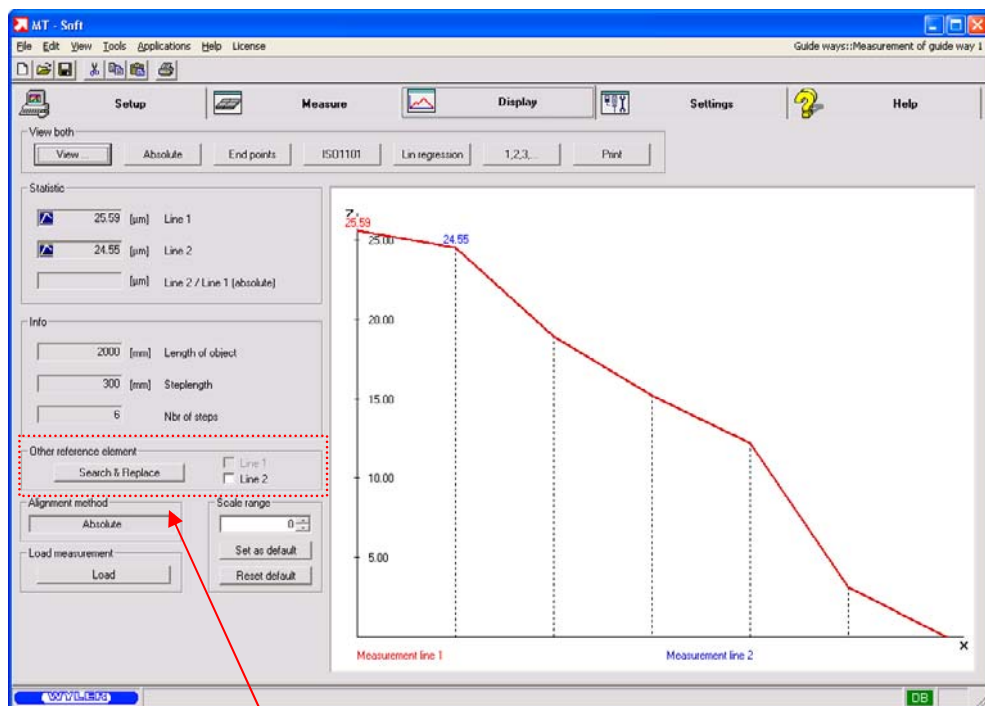 MT - Soft
File Edit View Tools Applications Help License
Guide ways::Measurement of guide way 1
Setup Measure Display Settings Help
View both
View ... Absolute End points ISO1101 Lin regression 1,2,3,... Print
Statistic
25.59 [µm] Line 1
24.55 [µm] Line 2
[µm] Line 2 / Line 1 (absolute)
Info
2000 [mm] Length of object
300 [mm] Steplength
6 Nbr of steps
Other reference element
Search & Replace
Line 1
Line 2
Alignment method
Absolute
Load measurement
Load
Scale range
0
Set as default
Reset default
Z
25.59
24.55
25.00
20.00
15.00
10.00
5.00
X
Measurement line 1
Measurement line 2
WYLER
DB